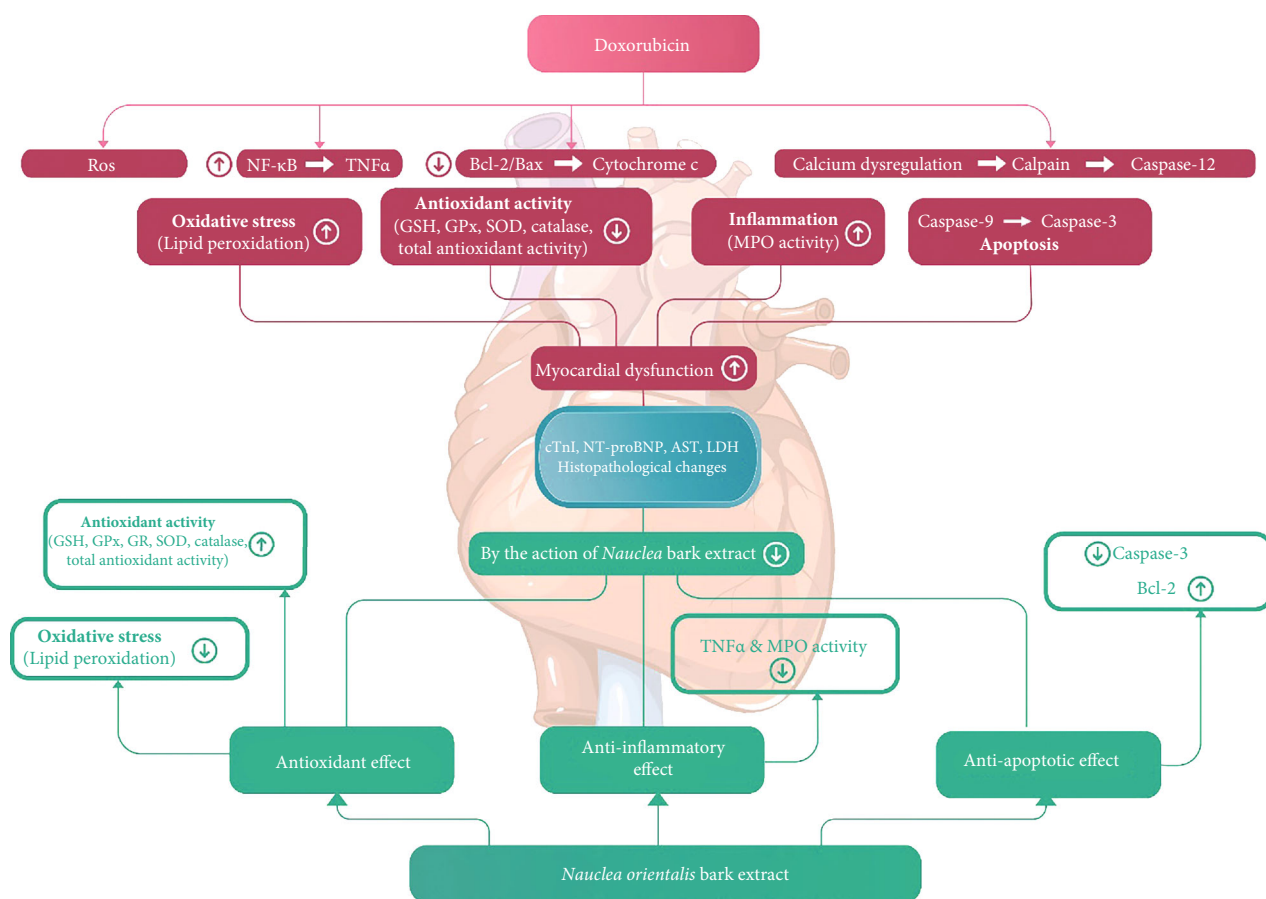 Doxorubicin
Ros
NF-κB → TNFα
Bcl-2/Bax → Cytochrome c
Calcium dysregulation → Calpain → Caspase-12
Oxidative stress
(Lipid peroxidation)
Antioxidant activity
(GSH, GPx, SOD, catalase,
total antioxidant activity)
Inflammation
(MPO activity)
Caspase-9 → Caspase-3
Apoptosis
Myocardial dysfunction
cTnI, NT-proBNP, AST, LDH
Histopathological changes
By the action of Nauclea bark extract
Antioxidant activity
(GSH, GPx, GR, SOD, catalase,
total antioxidant activity)
Oxidative stress
(Lipid peroxidation)
Caspase-3
Bcl-2
TNFα & MPO activity
Antioxidant effect
Anti-inflammatory
effect
Anti-apoptotic effect
Nauclea orientalis bark extract